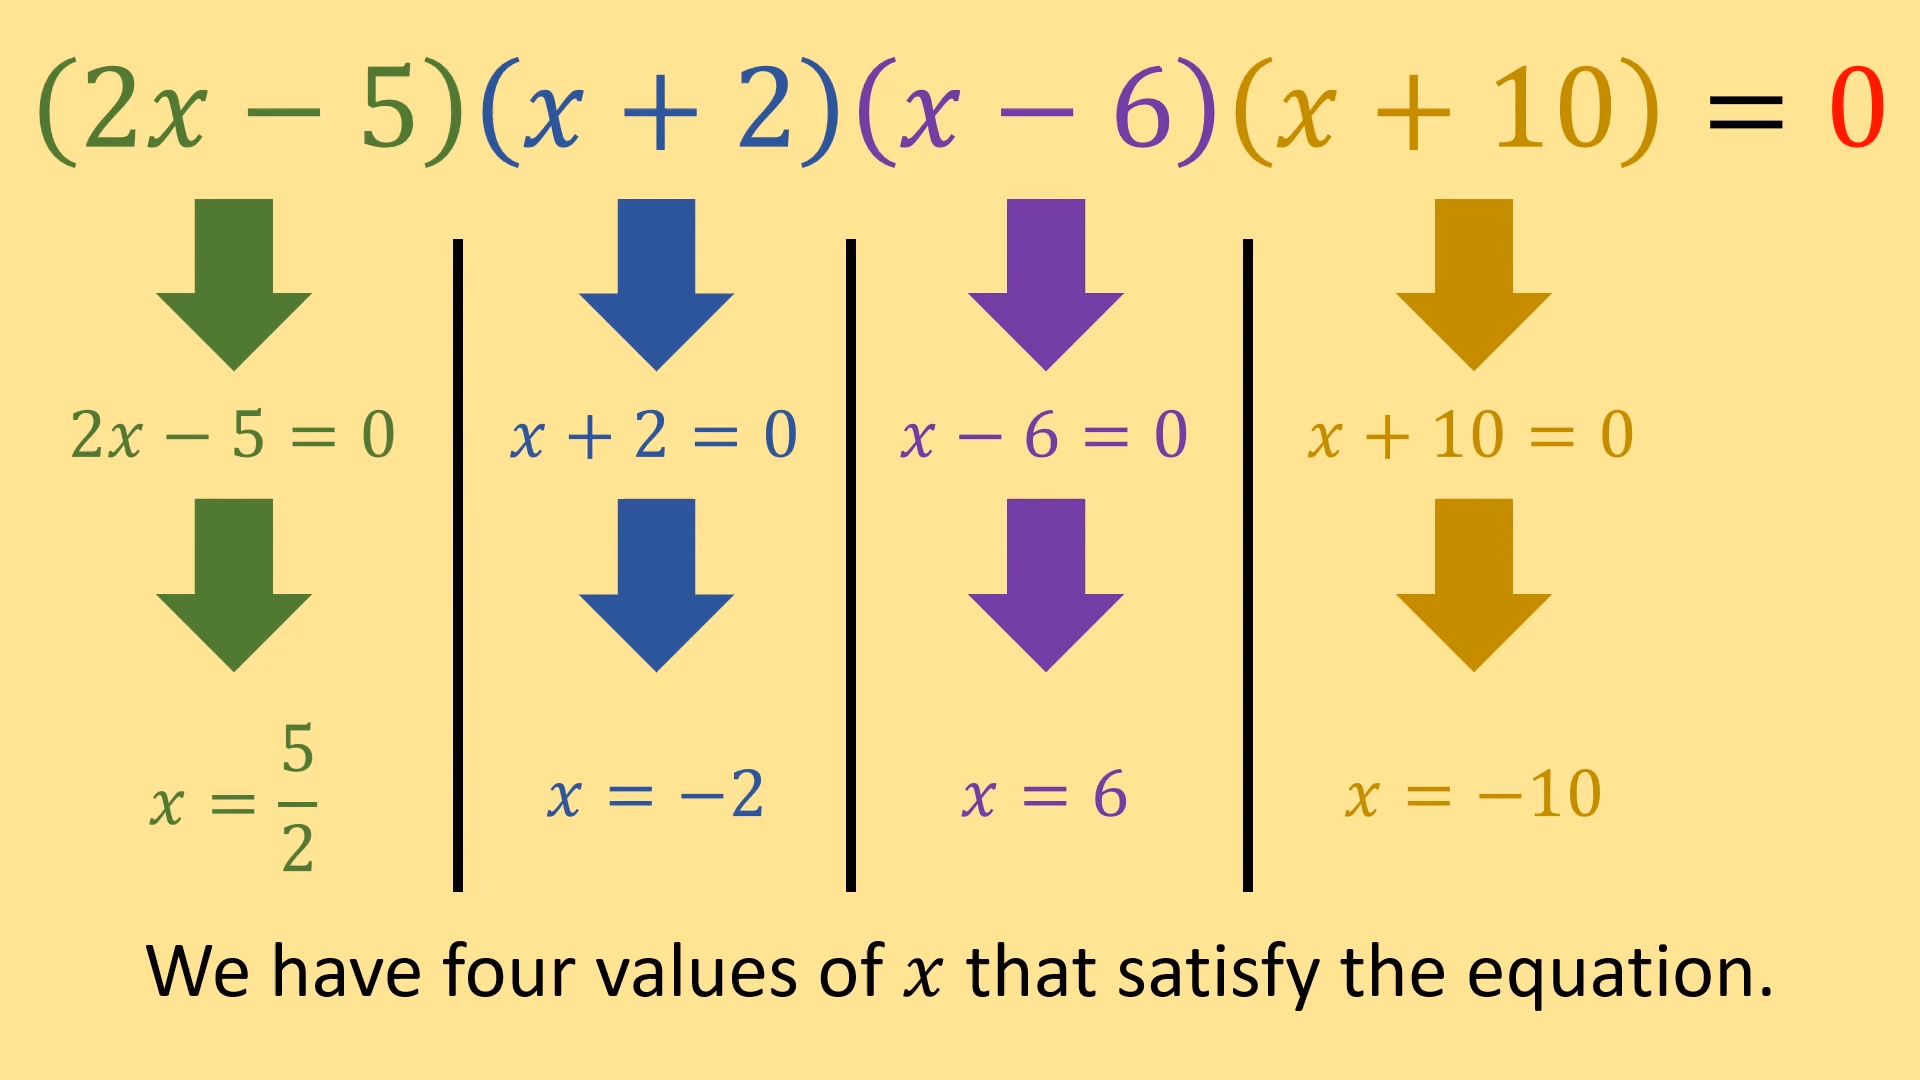 (2x − 5)(x + 2)(x − 6)(x + 10) = 0
2x − 5 = 0
x + 2 = 0
x − 6 = 0
x + 10 = 0
x = 5/2
x = −2
x = 6
x = −10
We have four values of x that satisfy the equation.